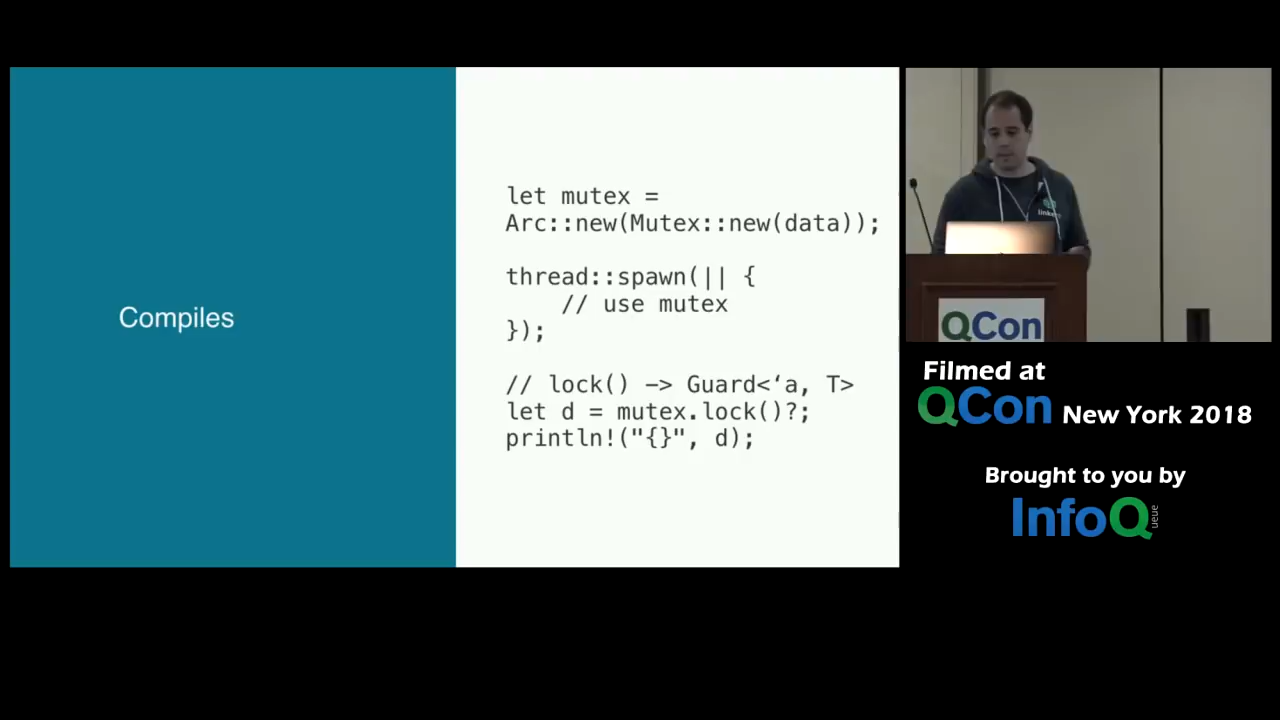 Compiles
let mutex =
Arc::new(Mutex::new(data));
thread::spawn(|| {
    // use mutex
});
// lock() -> Guard<‘a, T>
let d = mutex.lock()?;
println!("{}", d);
QCon
Filmed at
QCon New York 2018
Brought to you by
InfoQueue